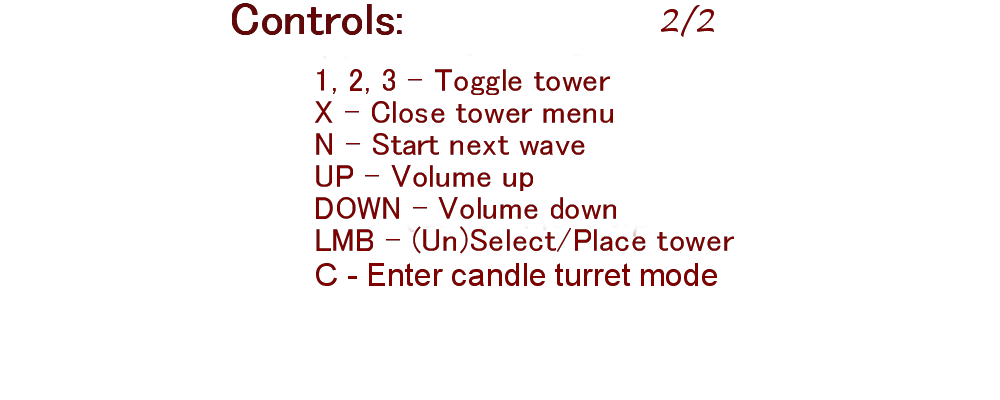 Controls: 2/2
1, 2, 3 - Toggle tower
X - Close tower menu
N - Start next wave
UP - Volume up
DOWN - Volume down
LMB - (Un)Select/Place tower
C - Enter candle turret mode